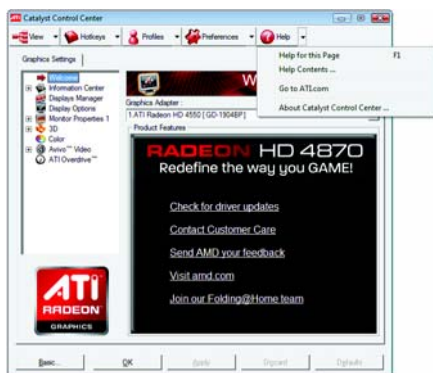 Catalyst Control Center
View Hotkeys Profiles Preferences Help
Help for this Page F1
Help Contents ...
Go to ATI.com
About Catalyst Control Center ...
Graphics Settings
Welcome
Information Center
Displays Manager
Display Options
Monitor Properties 1
3D
Color
Avivo™ Video
ATI Overdrive™
W
Graphics Adapter :
1.ATI Radeon HD 4550 [ GD-1904BP]
Product Features
RADEON HD 4870
Redefine the way you GAME!
Check for driver updates
Contact Customer Care
Send AMD your feedback
Visit amd.com
Join our Folding@Home team
ATI
RADEON
GRAPHICS
Basic... OK Apply Discard Defaults